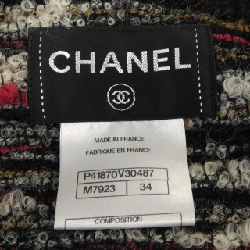 CHANEL
MADE IN FRANCE
FABRIQUE EN FRANCE
P41870V30487
M7923 34
COMPOSITION